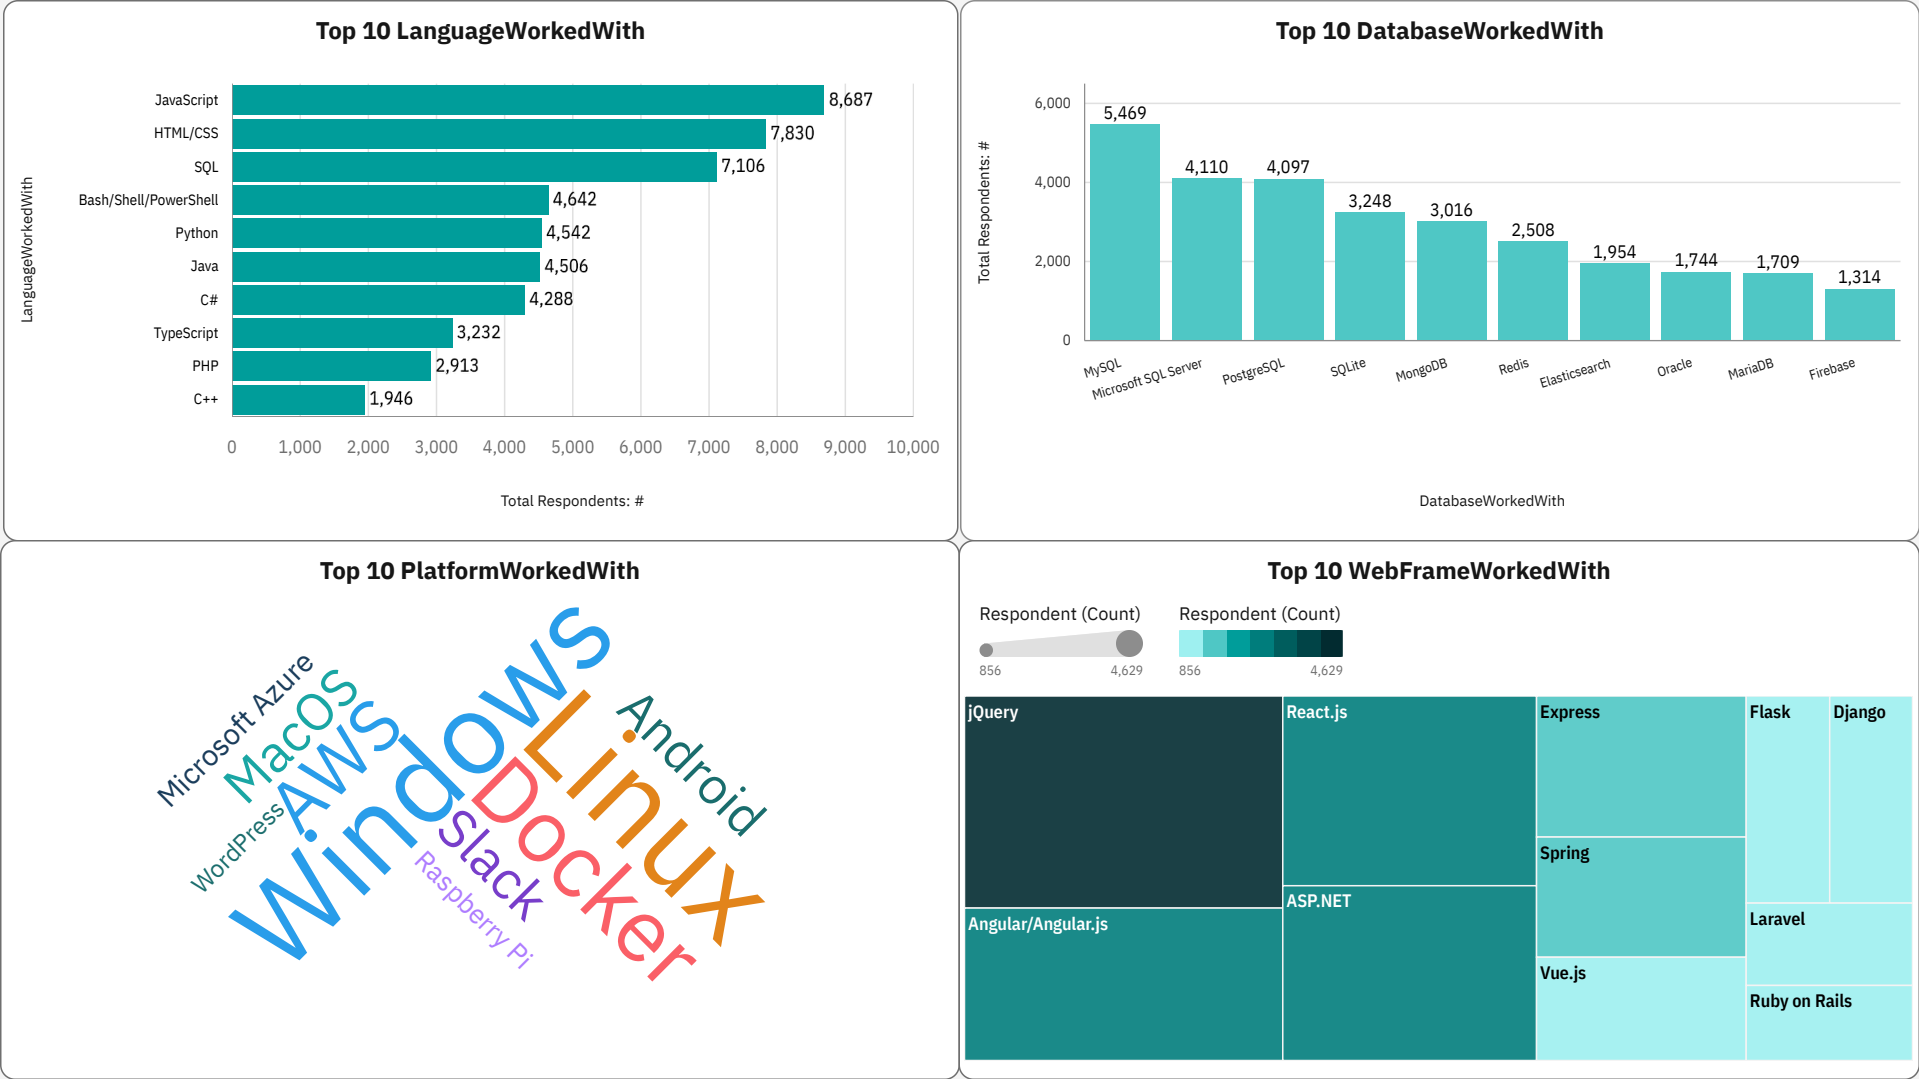 Top 10 LanguageWorkedWith
LanguageWorkedWith
JavaScript 8,687
HTML/CSS 7,830
SQL 7,106
Bash/Shell/PowerShell 4,642
Python 4,542
Java 4,506
C# 4,288
TypeScript 3,232
PHP 2,913
C++ 1,946
0 1,000 2,000 3,000 4,000 5,000 6,000 7,000 8,000 9,000 10,000
Total Respondents: #
Top 10 DatabaseWorkedWith
Total Respondents: #
6,000
4,000
2,000
0
5,469 4,110 4,097 3,248 3,016 2,508 1,954 1,744 1,709 1,314
MySQL Microsoft SQL Server PostgreSQL SQLite MongoDB Redis Elasticsearch Oracle MariaDB Firebase
DatabaseWorkedWith
Top 10 PlatformWorkedWith
Microsoft Azure
MacOS
AWS
WordPress
Windows
Linux
Android
Docker
Slack
Raspberry Pi
Top 10 WebFrameWorkedWith
Respondent (Count) Respondent (Count)
856 4,629 856 4,629
jQuery
Angular/Angular.js
React.js
ASP.NET
Express
Spring
Vue.js
Flask
Django
Laravel
Ruby on Rails